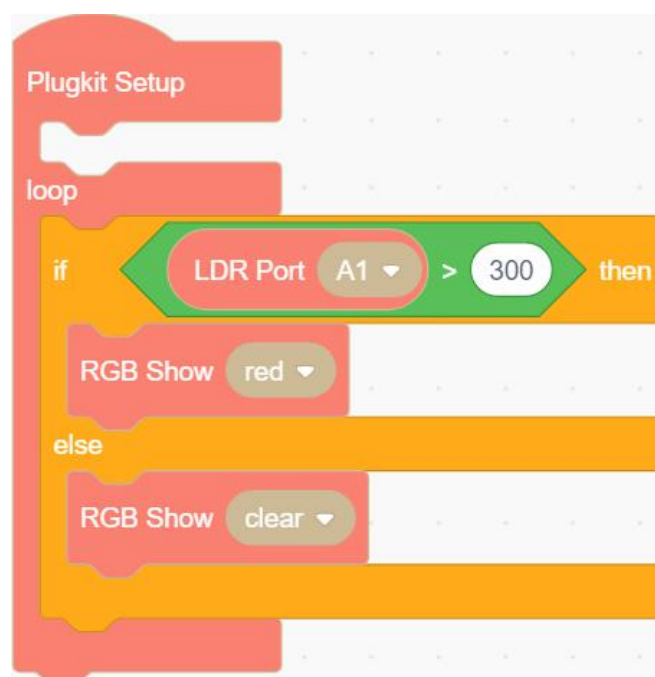 Plugkit Setup
loop
if LDR Port A1 > 300 then
RGB Show red
else
RGB Show clear